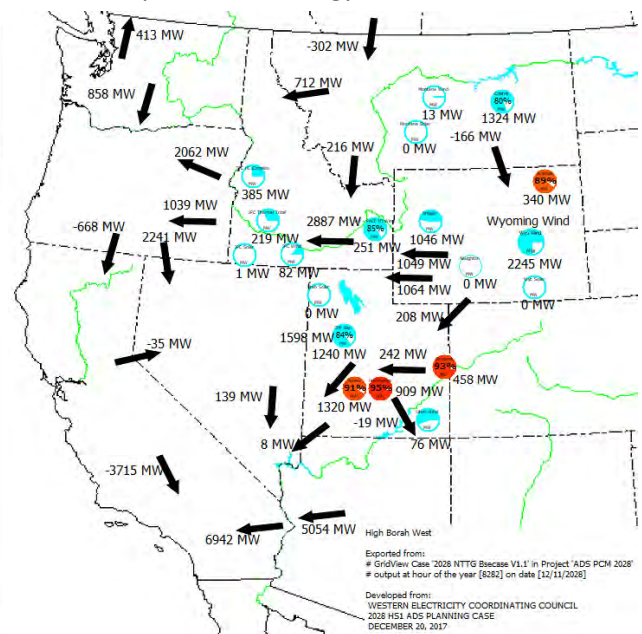 413 MW
-302 MW
858 MW
712 MW
13 MW
60%
1324 MW
0 MW
-166 MW
2062 MW
-216 MW
385 MW
89%
340 MW
1039 MW
2887 MW
Wyoming Wind
-668 MW
2241 MW
219 MW
85%
251 MW
1046 MW
1049 MW
2245 MW
1 MW
82 MW
1064 MW
0 MW
0 MW
0 MW
208 MW
1598 MW
84%
1240 MW
-35 MW
242 MW
93%
458 MW
139 MW
91%
95%
909 MW
1320 MW
-19 MW
8 MW
76 MW
-3715 MW
6942 MW
5054 MW
High Borah West
Exported from:
# GridView Case '2028 NTTG Bsecase V1.1' in Project 'ADS PCM 2028'
# output at hour of the year [8282] on date [12/11/2028]
Developed from:
WESTERN ELECTRICITY COORDINATING COUNCIL
2028 HS1 ADS PLANNING CASE
DECEMBER 20, 2017